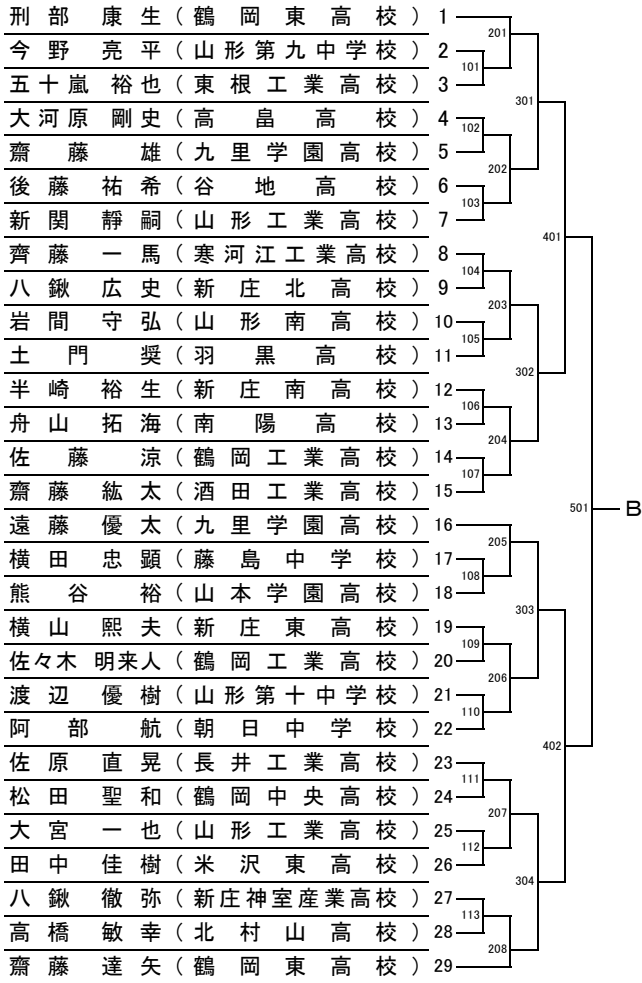 刑部 康生（鶴岡東高校）1
201
今野 亮平（山形第九中学校）2
101
五十嵐 裕也（東根工業高校）3
301
大河原 剛史（高畠高校）4
102
齋藤 雄（九里学園高校）5
202
後藤 祐希（谷地高校）6
103
新関 靜嗣（山形工業高校）7
401
齊藤 一馬（寒河江工業高校）8
104
八鍬 広史（新庄北高校）9
203
岩間 守弘（山形南高校）10
105
土門 奨（羽黒高校）11
302
半崎 裕生（新庄南高校）12
106
舟山 拓海（南陽高校）13
204
佐藤 涼（鶴岡工業高校）14
107
齋藤 紘太（酒田工業高校）15
501 B
遠藤 優太（九里学園高校）16
205
横田 忠顕（藤島中学校）17
108
熊谷 裕（山本学園高校）18
303
横山 熙夫（新庄東高校）19
109
佐々木 明来人（鶴岡工業高校）20
206
渡辺 優樹（山形第十中学校）21
110
阿部 航（朝日中学校）22
402
佐原 直晃（長井工業高校）23
111
松田 聖和（鶴岡中央高校）24
207
大宮 一也（山形工業高校）25
112
田中 佳樹（米沢東高校）26
304
八鍬 徹弥（新庄神室産業高校）27
113
高橋 敏幸（北村山高校）28
208
齋藤 達矢（鶴岡東高校）29